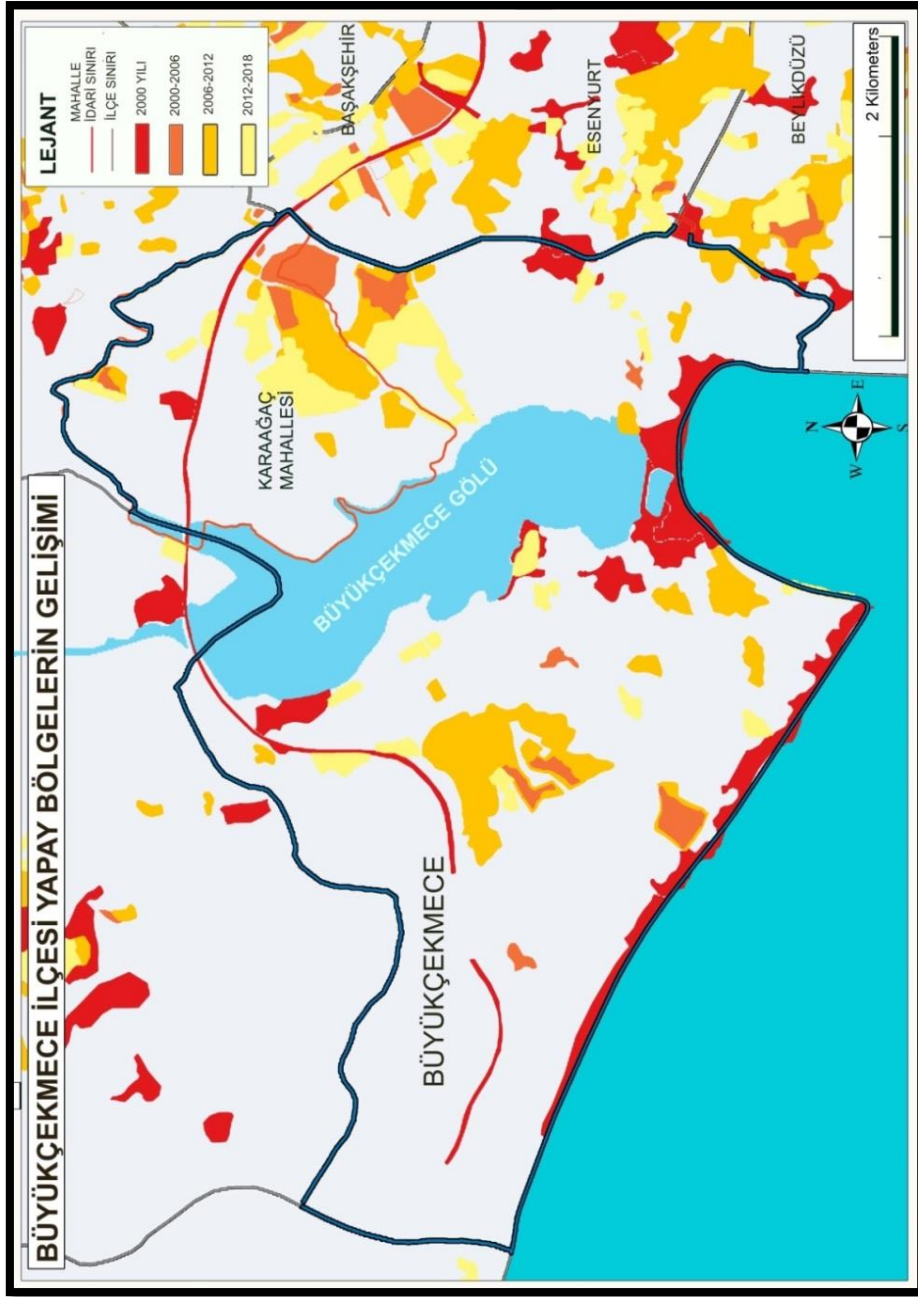 BÜYÜKÇEKMECE İLÇESİ YAPAY BÖLGELERİN GELİŞİMİ
LEJANT
MAHALLE
İDARİ SINIRI
İLÇE SINIRI
2000 YILI
2000-2006
2006-2012
2012-2018
BAŞAKŞEHİR
KARAAĞAÇ
MAHALLESİ
BÜYÜKÇEKMECE GÖLÜ
ESENYURT
BÜYÜKÇEKMECE
BEYLİKDÜZÜ
N
W
E
S
2 Kilometers